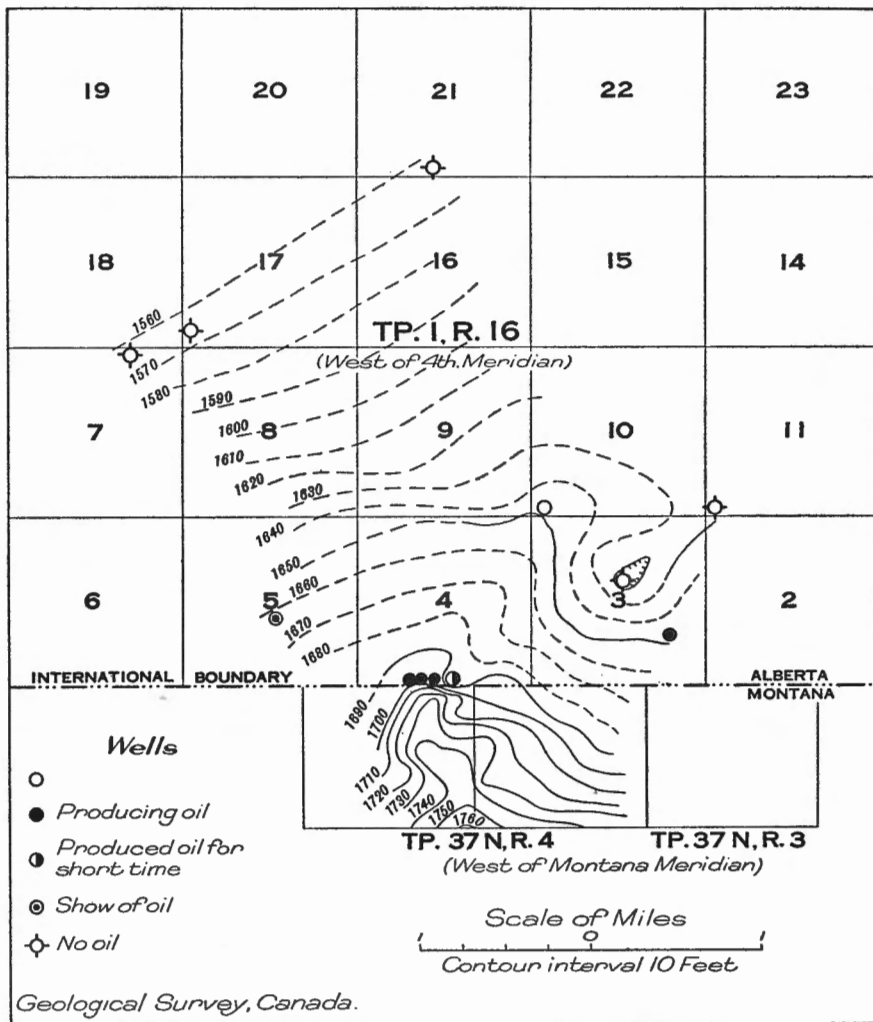 19 20 21 22 23
18 17 16 15 14
1560
TP. 1, R. 16
(West of 4th. Meridian)
1570
1580
1590
7 8 9 10 11
1600
1610
1620
1630
1640
1650
1660
6 5 4 3 2
1670
1680
INTERNATIONAL BOUNDARY ALBERTA
MONTANA
1690
1700
1710
1720
1730
1740
1750
1760
TP. 37 N, R. 4 TP. 37 N, R. 3
(West of Montana Meridian)
Wells
Producing oil
Produced oil for
short time
Show of oil
No oil
Scale of Miles
0
Contour interval 10 Feet
Geological Survey, Canada.